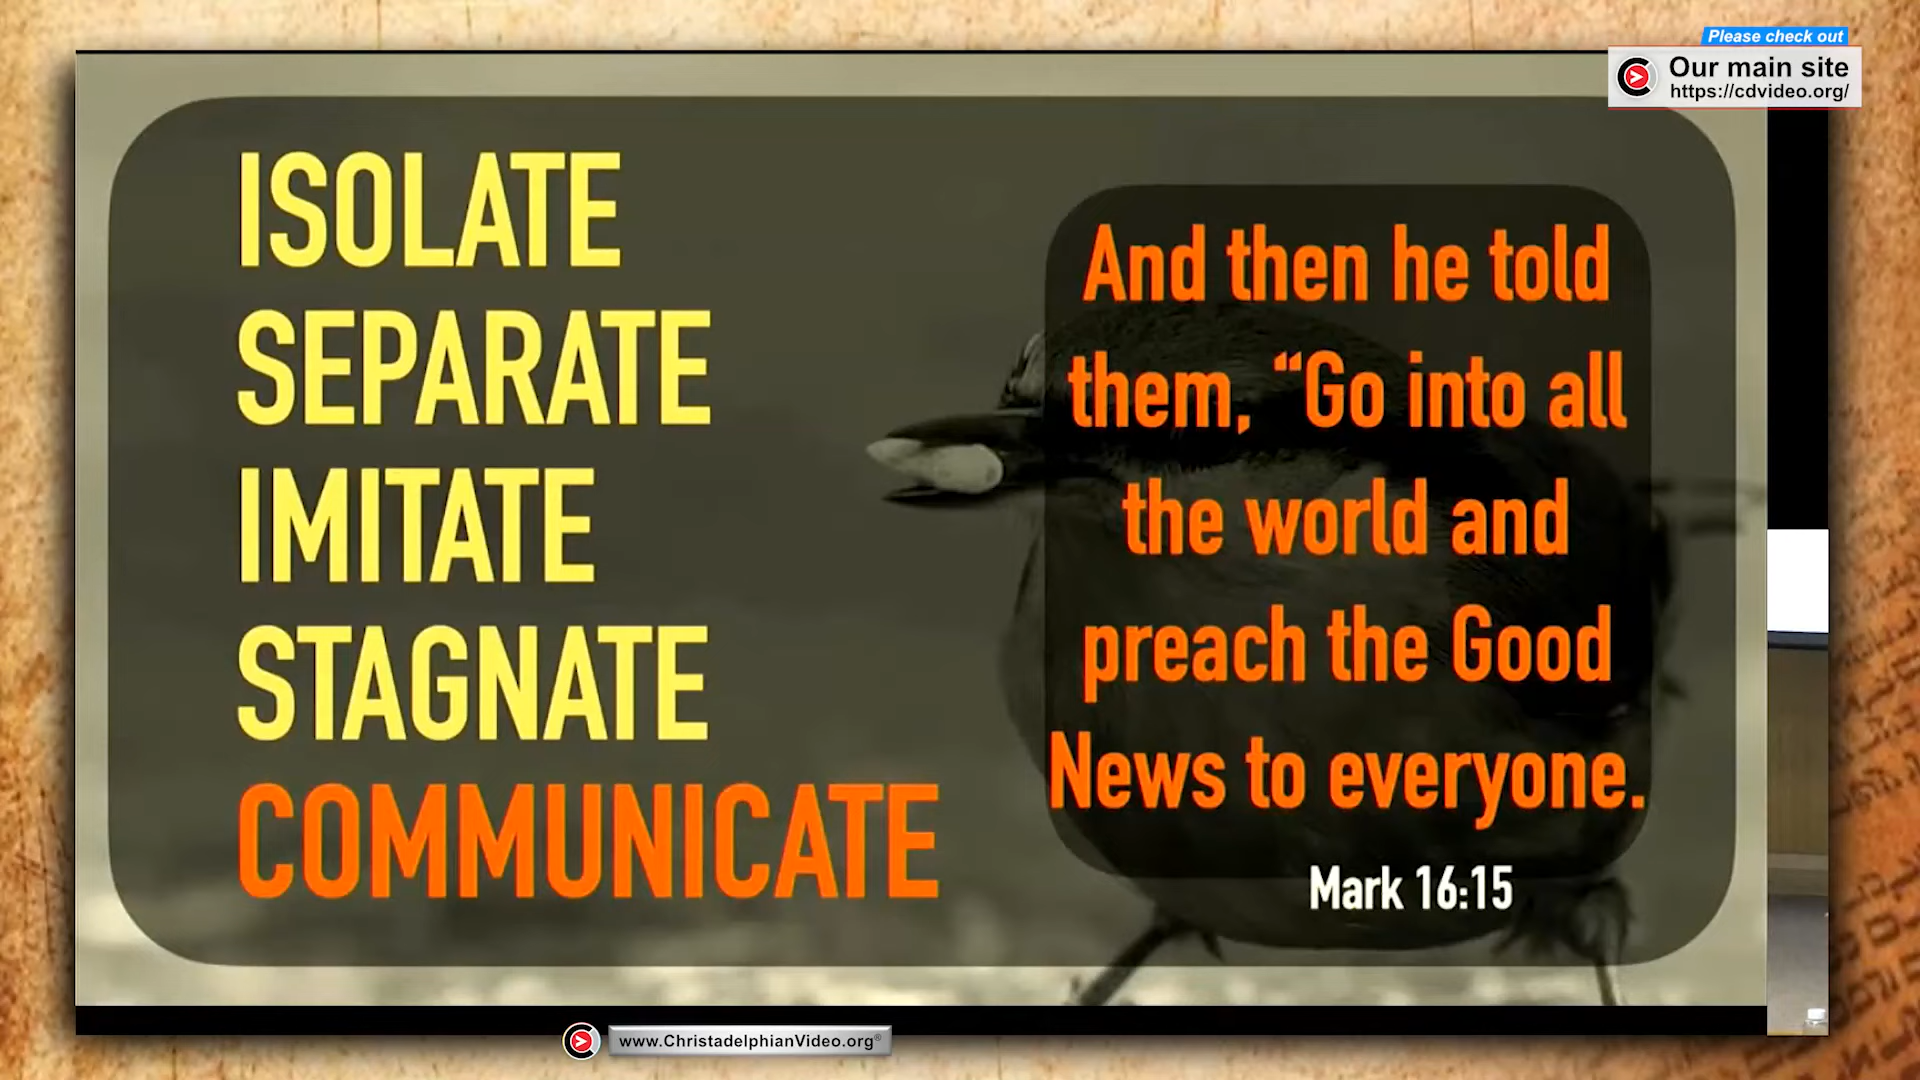 Please check out
Our main site
https://cdvideo.org/
ISOLATE
SEPARATE
IMITATE
STAGNATE
COMMUNICATE
And then he told
them, “Go into all
the world and
preach the Good
News to everyone.
Mark 16:15
www.ChristadelphianVideo.org®